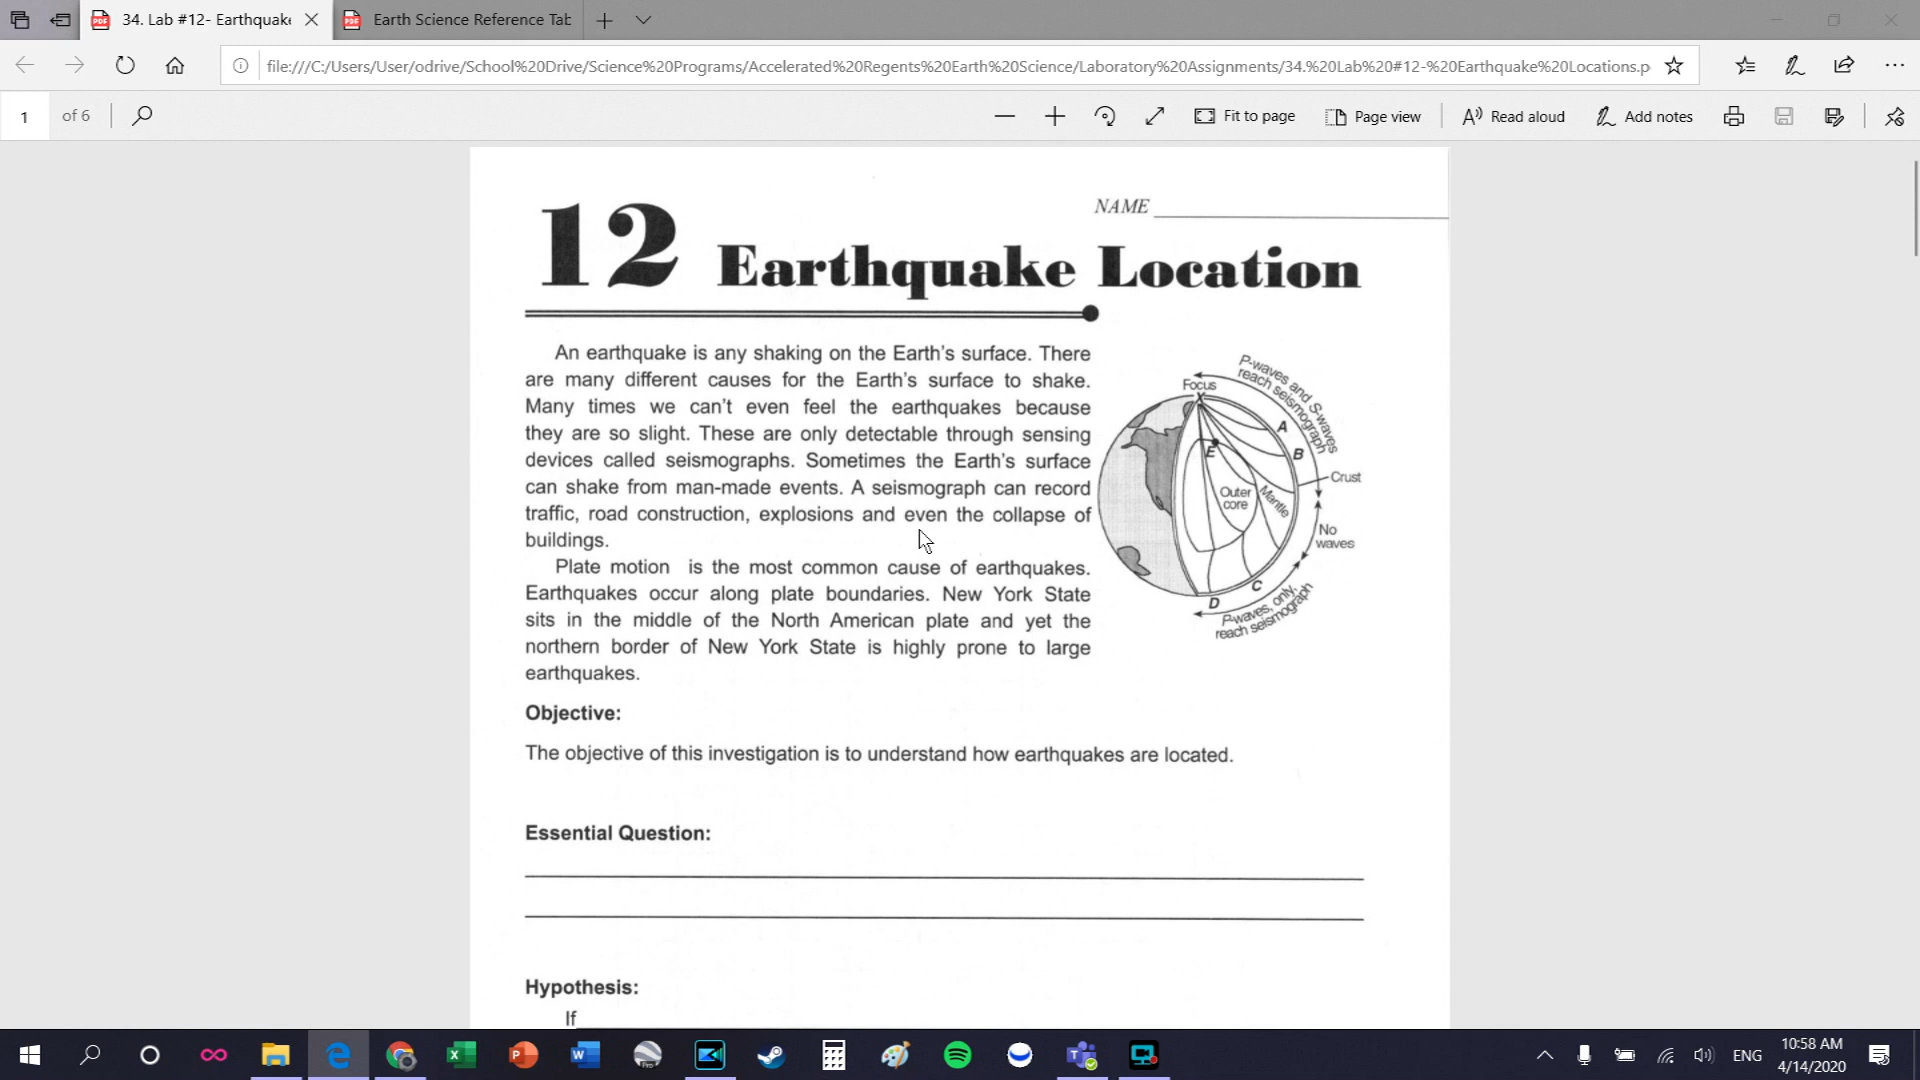 34. Lab #12- Earthquake
Earth Science Reference Tab
file:///C:/Users/User/odrive/School%20Drive/Science%20Programs/Accelerated%20Regents%20Earth%20Science/Laboratory%20Assignments/34.%20Lab%20#12-%20Earthquake%20Locations.p
1 of 6
Fit to page
Page view
Read aloud
Add notes
NAME
12 Earthquake Location
An earthquake is any shaking on the Earth's surface. There
are many different causes for the Earth's surface to shake.
Many times we can't even feel the earthquakes because
they are so slight. These are only detectable through sensing
devices called seismographs. Sometimes the Earth's surface
can shake from man-made events. A seismograph can record
traffic, road construction, explosions and even the collapse of
buildings.
Plate motion is the most common cause of earthquakes.
Earthquakes occur along plate boundaries. New York State
sits in the middle of the North American plate and yet the
northern border of New York State is highly prone to large
earthquakes.
P-waves and S-waves
reach seismograph
Focus
X
A
B
E
Crust
Outer
core
Mantle
No
waves
C
D
P-waves, only,
reach seismograph
Objective:
The objective of this investigation is to understand how earthquakes are located.
Essential Question:
Hypothesis:
If
ENG
10:58 AM
4/14/2020